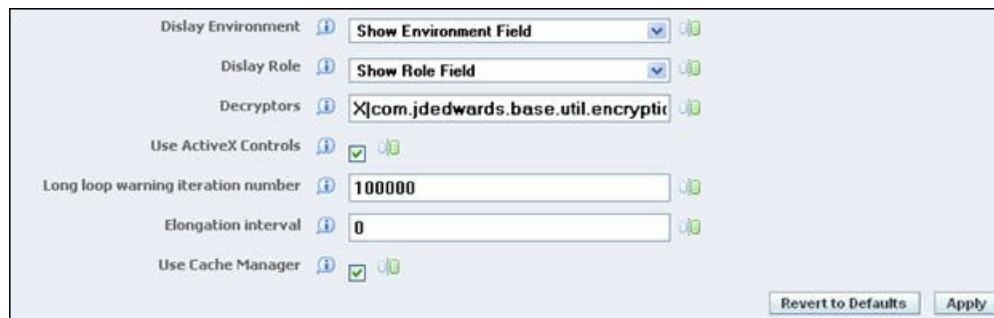 Dislay Environment Show Environment Field
Dislay Role Show Role Field
Decryptors X|com.jdedwards.base.util.encryptic
Use ActiveX Controls
Long loop warning iteration number 100000
Elongation interval 0
Use Cache Manager
Revert to Defaults Apply